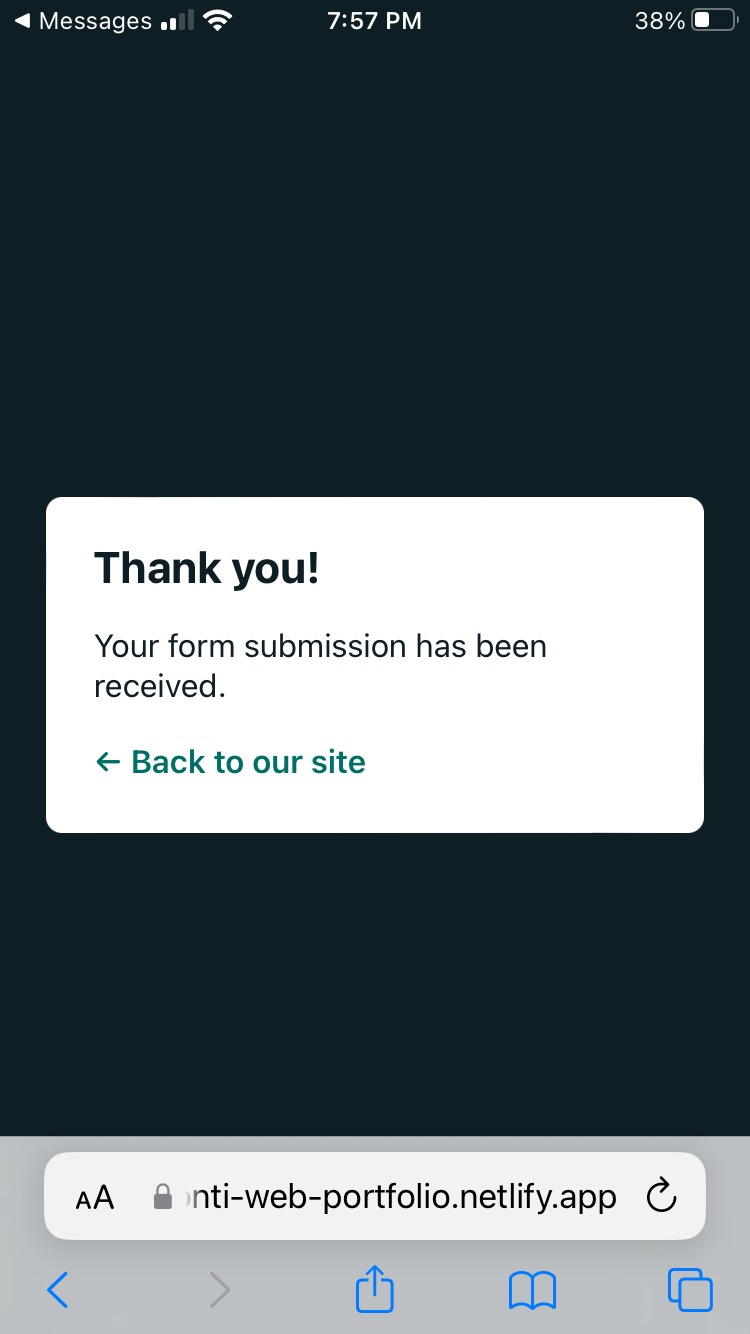 Messages 7:57 PM 38%
Thank you!
Your form submission has been
received.
← Back to our site
AA nti-web-portfolio.netlify.app